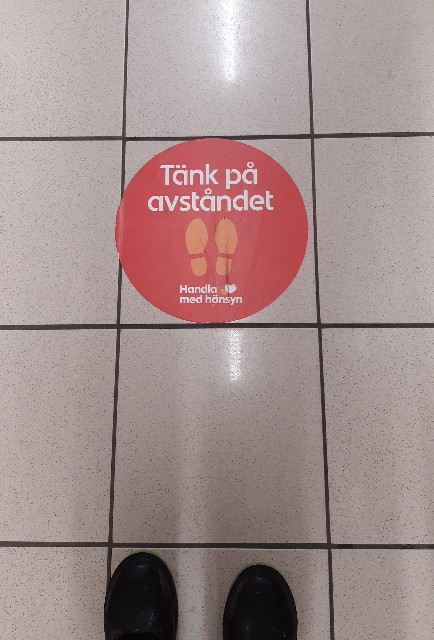 Tänk på
avståndet
Handla
med hänsyn